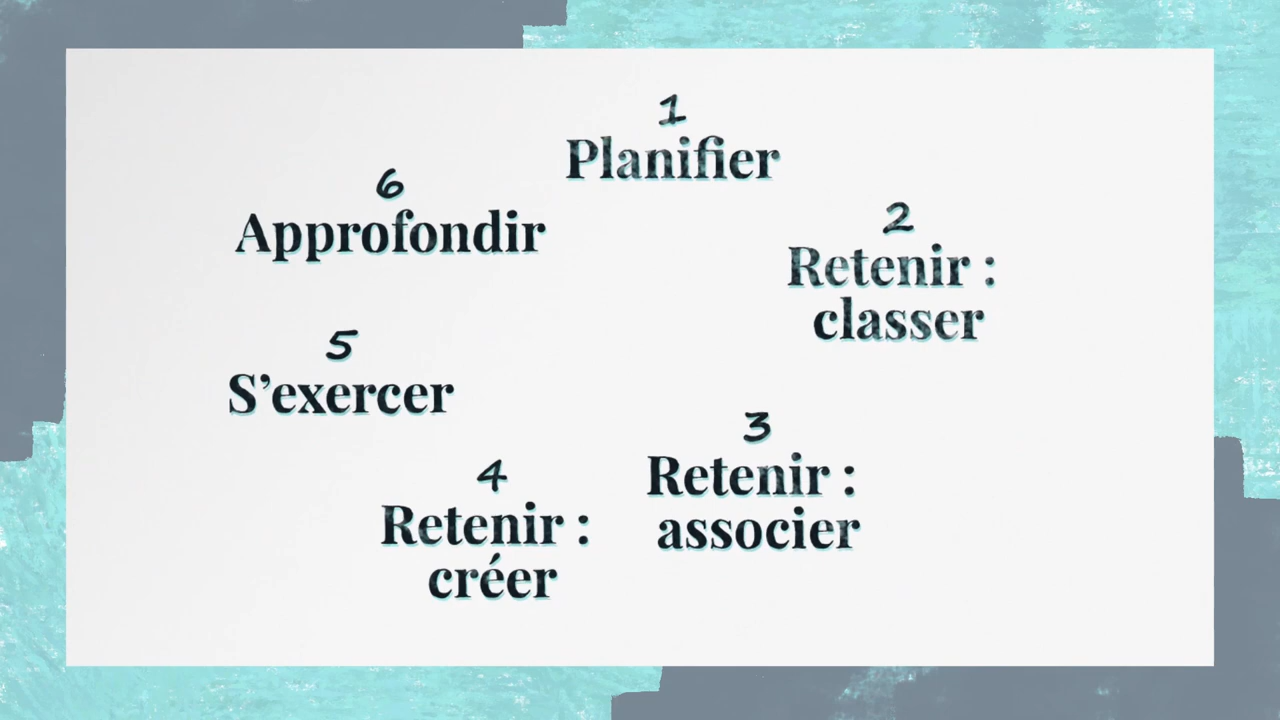 1
Planifier
2
Retenir :
classer
3
Retenir :
associer
4
Retenir :
créer
5
S’exercer
6
Approfondir